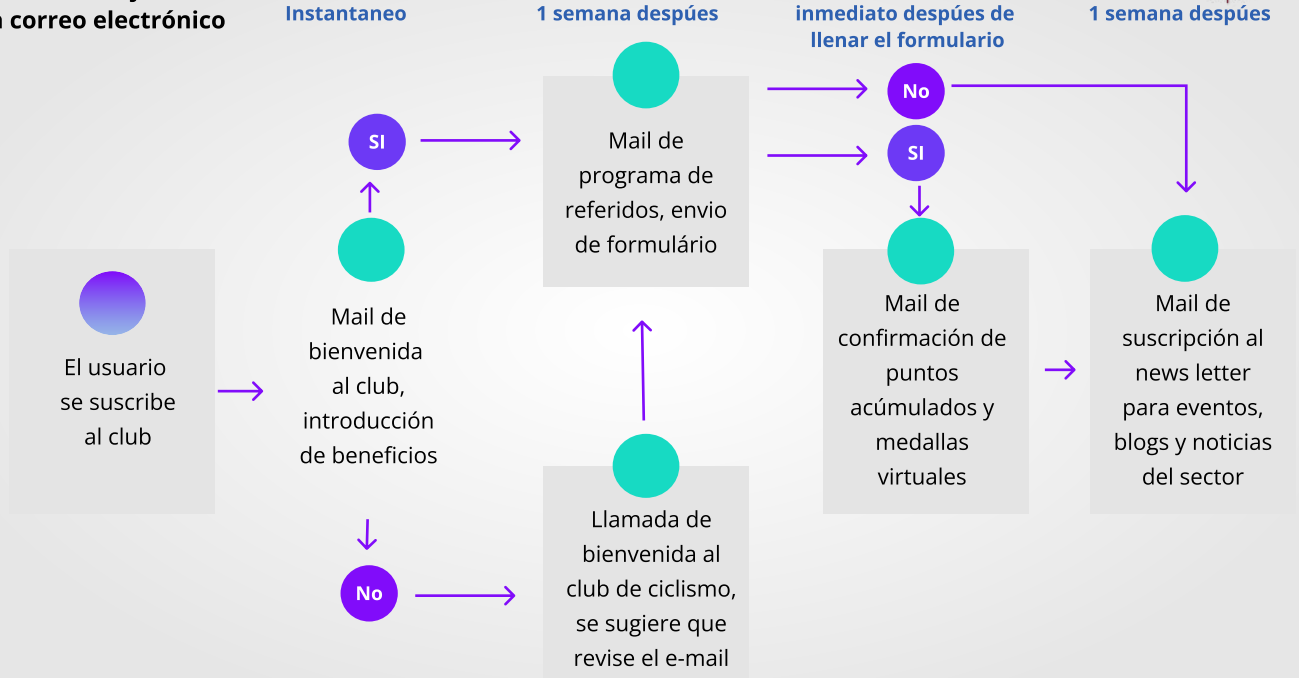 correo electrónico
Instantaneo
1 semana despúes
inmediato despúes de
llenar el formulario
1 semana despúes
El usuario
se suscribe
al club
SI
Mail de
bienvenida
al club,
introducción
de beneficios
No
Mail de
programa de
referidos, envio
de formulário
Llamada de
bienvenida al
club de ciclismo,
se sugiere que
revise el e-mail
No
SI
Mail de
confirmación de
puntos
acúmulados y
medallas
virtuales
Mail de
suscripción al
news letter
para eventos,
blogs y noticias
del sector